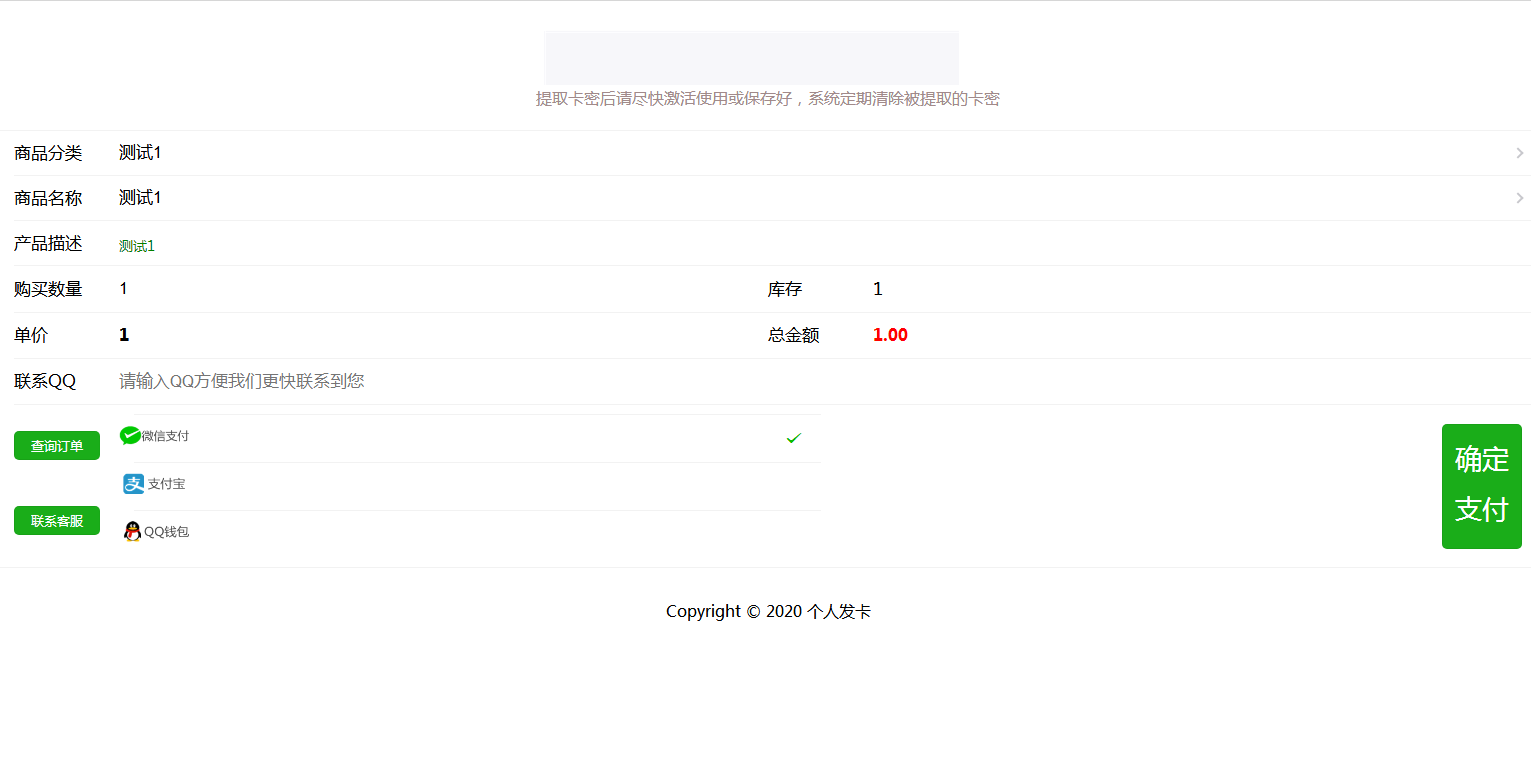 提取卡密后请尽快激活使用或保存好，系统定期清除被提取的卡密
商品分类 测试1
商品名称 测试1
产品描述 测试1
购买数量 1 库存 1
单价 1 总金额 1.00
联系QQ 请输入QQ方便我们更快联系到您
查询订单
微信支付
支付宝
联系客服
QQ钱包
确定
支付
Copyright © 2020 个人发卡